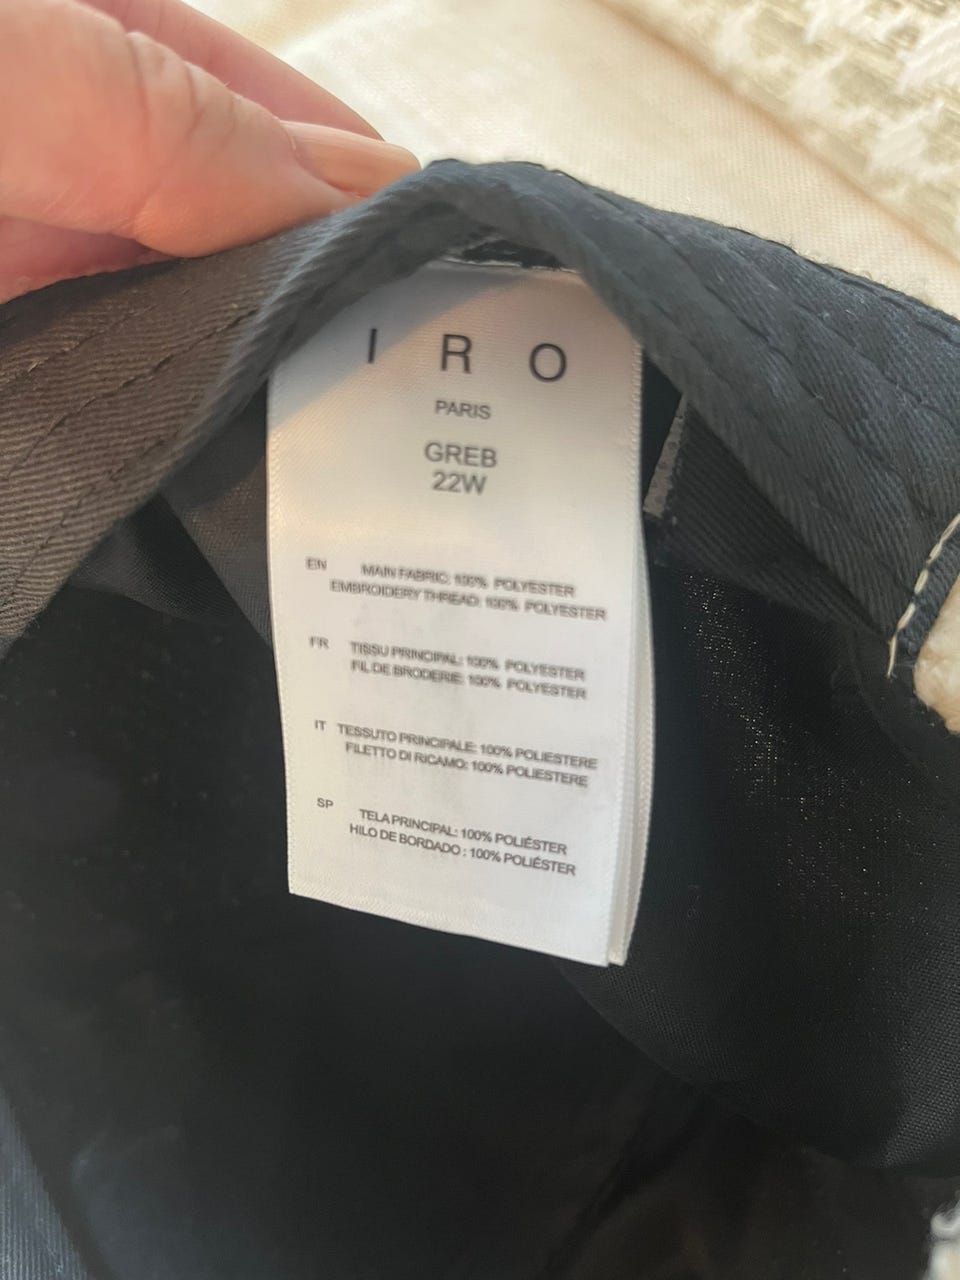 I R O
PARIS
GREB
22W
EN MAIN FABRIC: 100% POLYESTER
EMBROIDERY THREAD: 100% POLYESTER
FR TISSU PRINCIPAL: 100% POLYESTER
FIL DE BRODERIE: 100% POLYESTER
IT TESSUTO PRINCIPALE: 100% POLIESTERE
FILETTO DI RICAMO: 100% POLIESTERE
SP TELA PRINCIPAL: 100% POLIÉSTER
HILO DE BORDADO : 100% POLIÉSTER